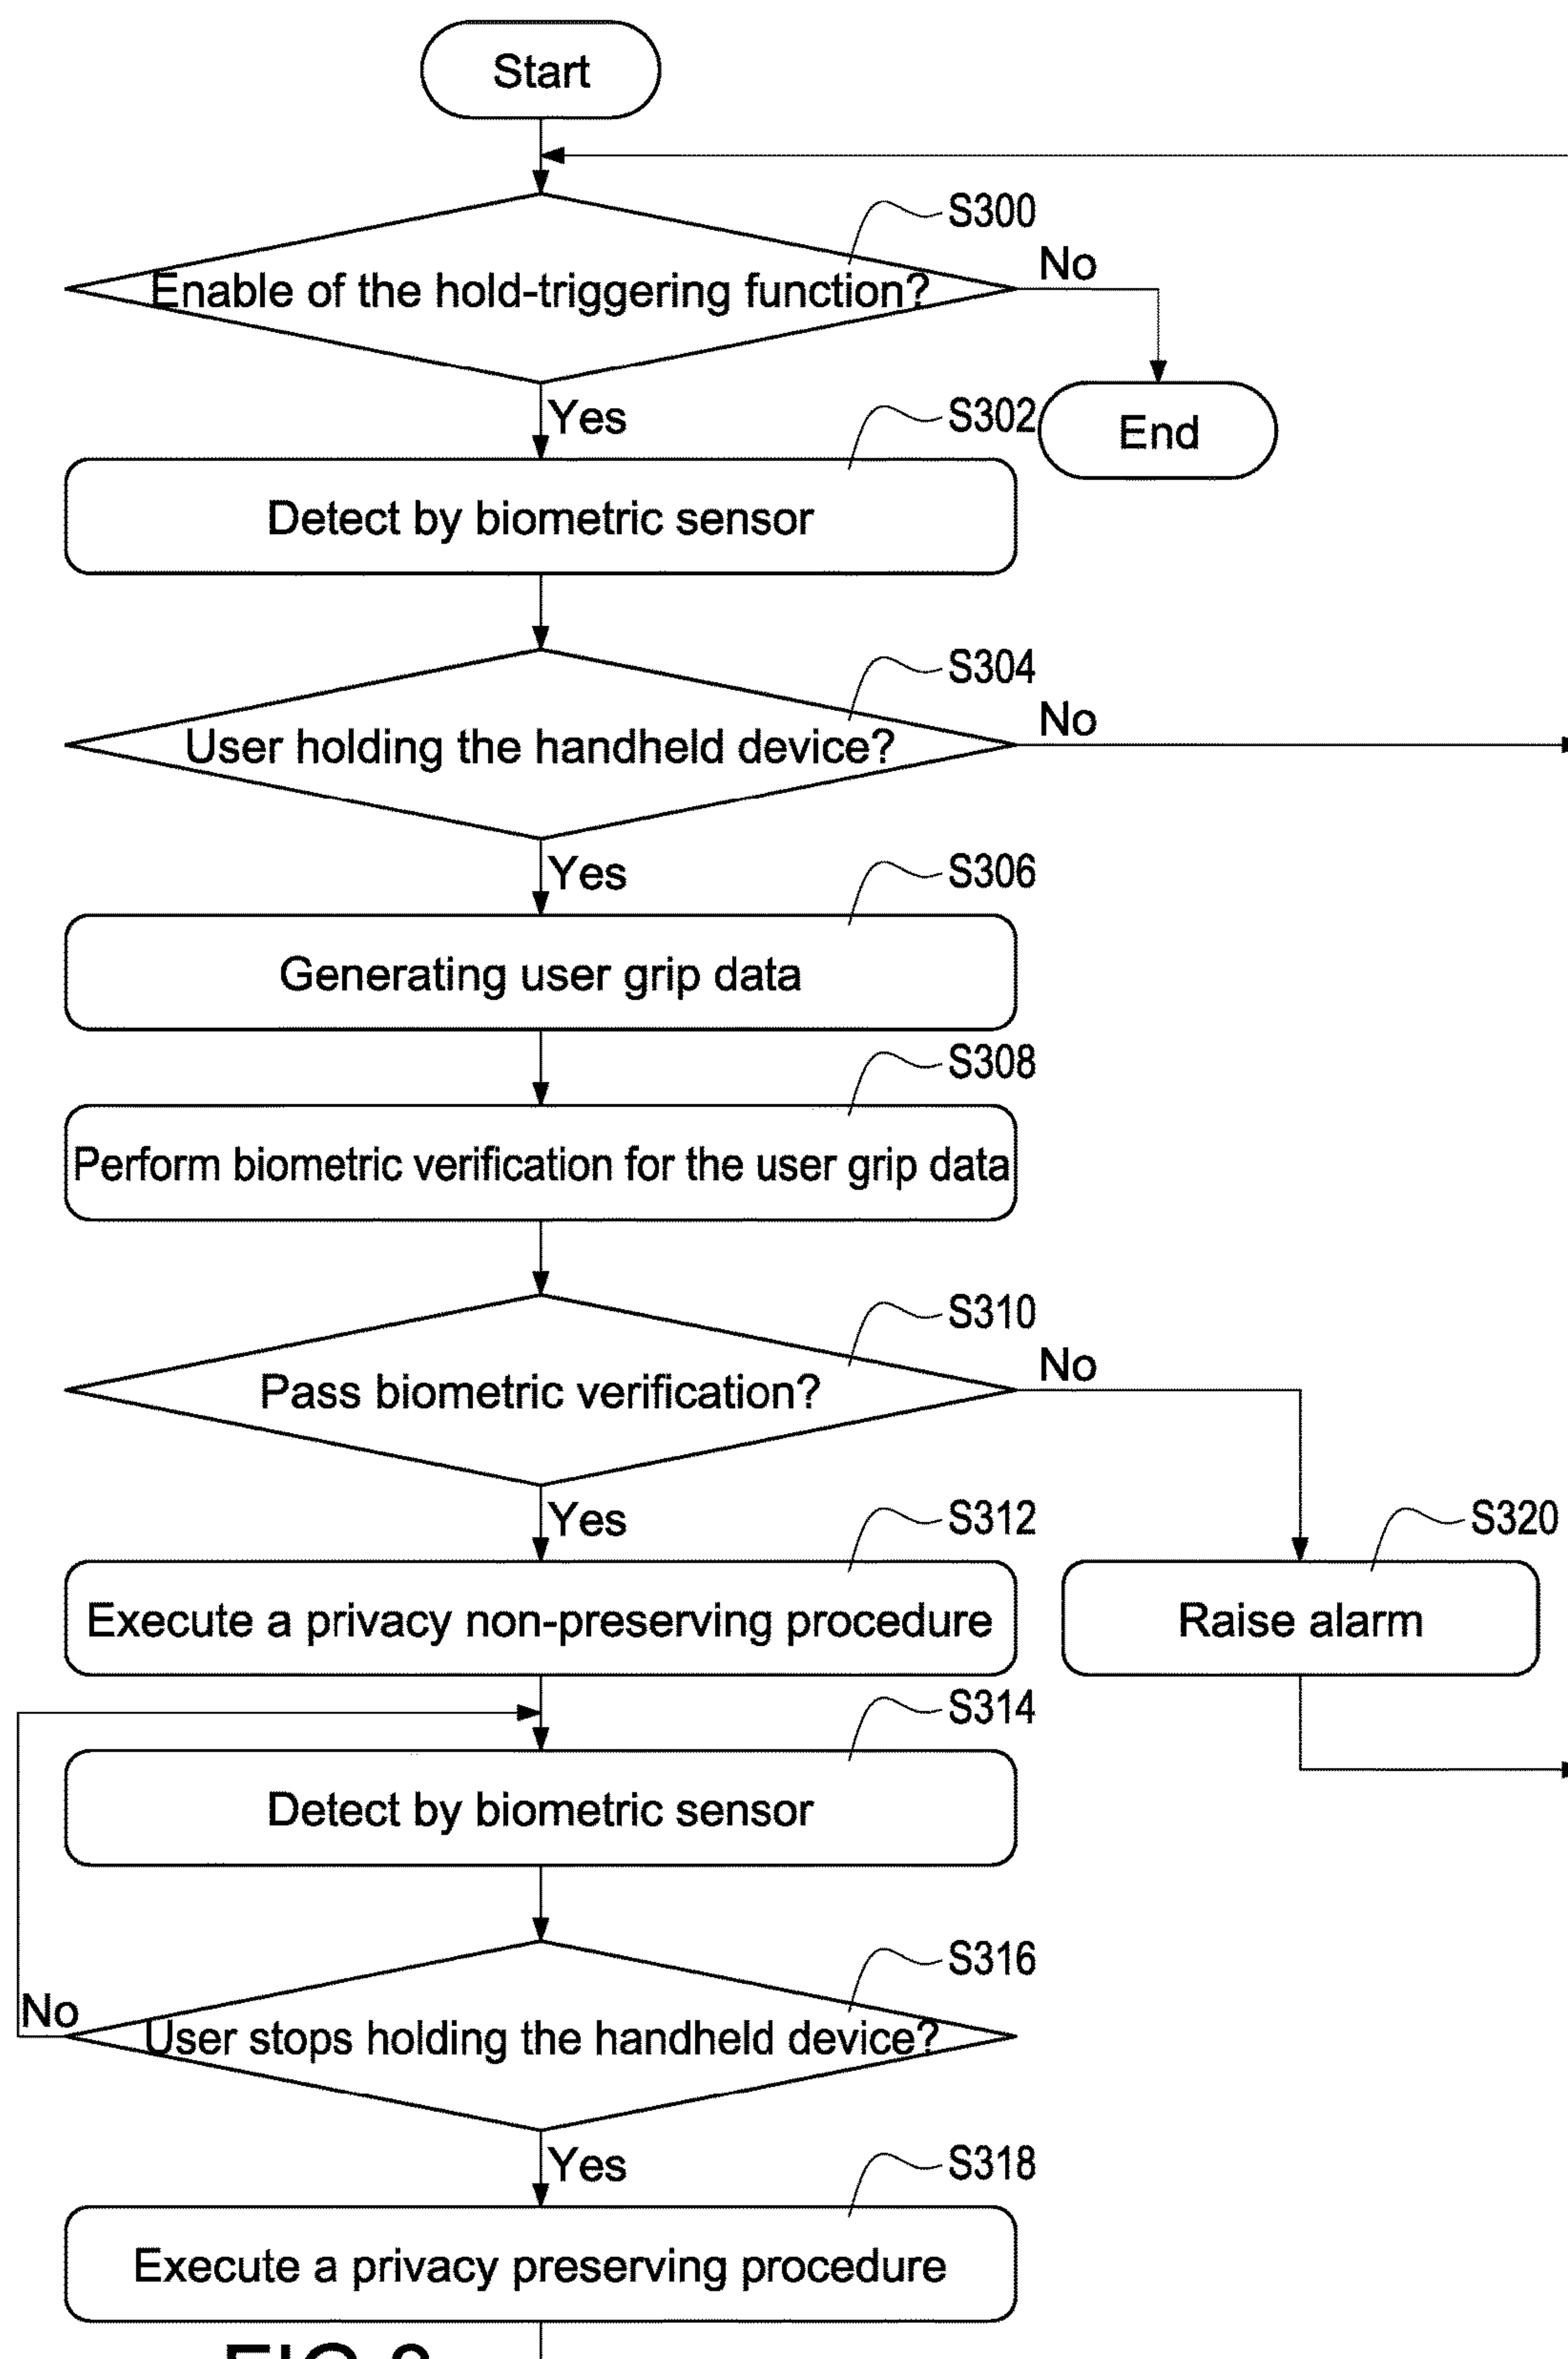 Start
S300
Enable of the hold-triggering function?
No
Yes
S302
End
Detect by biometric sensor
S304
User holding the handheld device?
No
Yes
S306
Generating user grip data
S308
Perform biometric verification for the user grip data
S310
Pass biometric verification?
No
Yes
S312
S320
Execute a privacy non-preserving procedure
Raise alarm
S314
Detect by biometric sensor
S316
No
User stops holding the handheld device?
Yes
S318
Execute a privacy preserving procedure